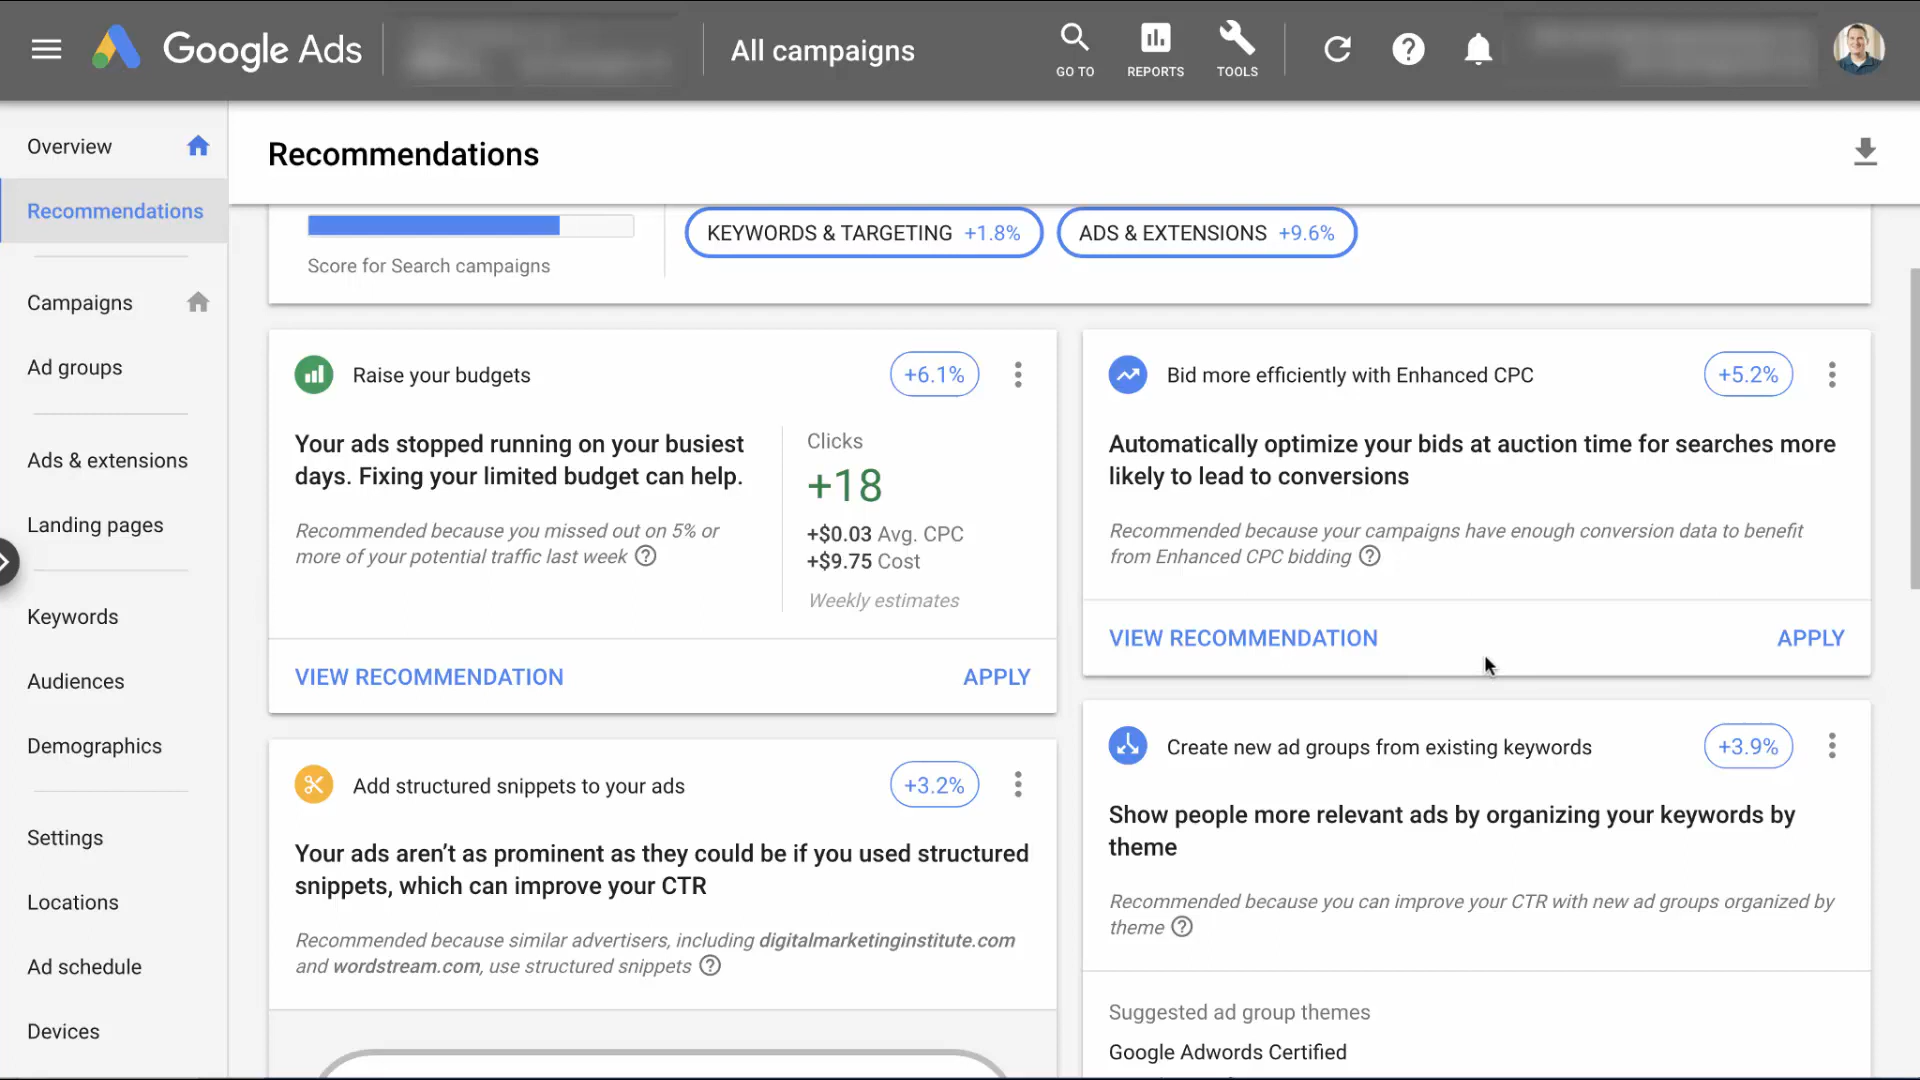 Google Ads
All campaigns
GO TO
REPORTS
TOOLS
Overview
Recommendations
Campaigns
Ad groups
Ads & extensions
Landing pages
Keywords
Audiences
Demographics
Settings
Locations
Ad schedule
Devices
Recommendations
Score for Search campaigns
KEYWORDS & TARGETING +1.8%
ADS & EXTENSIONS +9.6%
Raise your budgets
+6.1%
Your ads stopped running on your busiest
days. Fixing your limited budget can help.
Recommended because you missed out on 5% or
more of your potential traffic last week
Clicks
+18
+$0.03 Avg. CPC
+$9.75 Cost
Weekly estimates
VIEW RECOMMENDATION
APPLY
Bid more efficiently with Enhanced CPC
+5.2%
Automatically optimize your bids at auction time for searches more
likely to lead to conversions
Recommended because your campaigns have enough conversion data to benefit
from Enhanced CPC bidding
VIEW RECOMMENDATION
APPLY
Add structured snippets to your ads
+3.2%
Your ads aren't as prominent as they could be if you used structured
snippets, which can improve your CTR
Recommended because similar advertisers, including digitalmarketinginstitute.com
and wordstream.com, use structured snippets
Create new ad groups from existing keywords
+3.9%
Show people more relevant ads by organizing your keywords by
theme
Recommended because you can improve your CTR with new ad groups organized by
theme
Suggested ad group themes
Google Adwords Certified